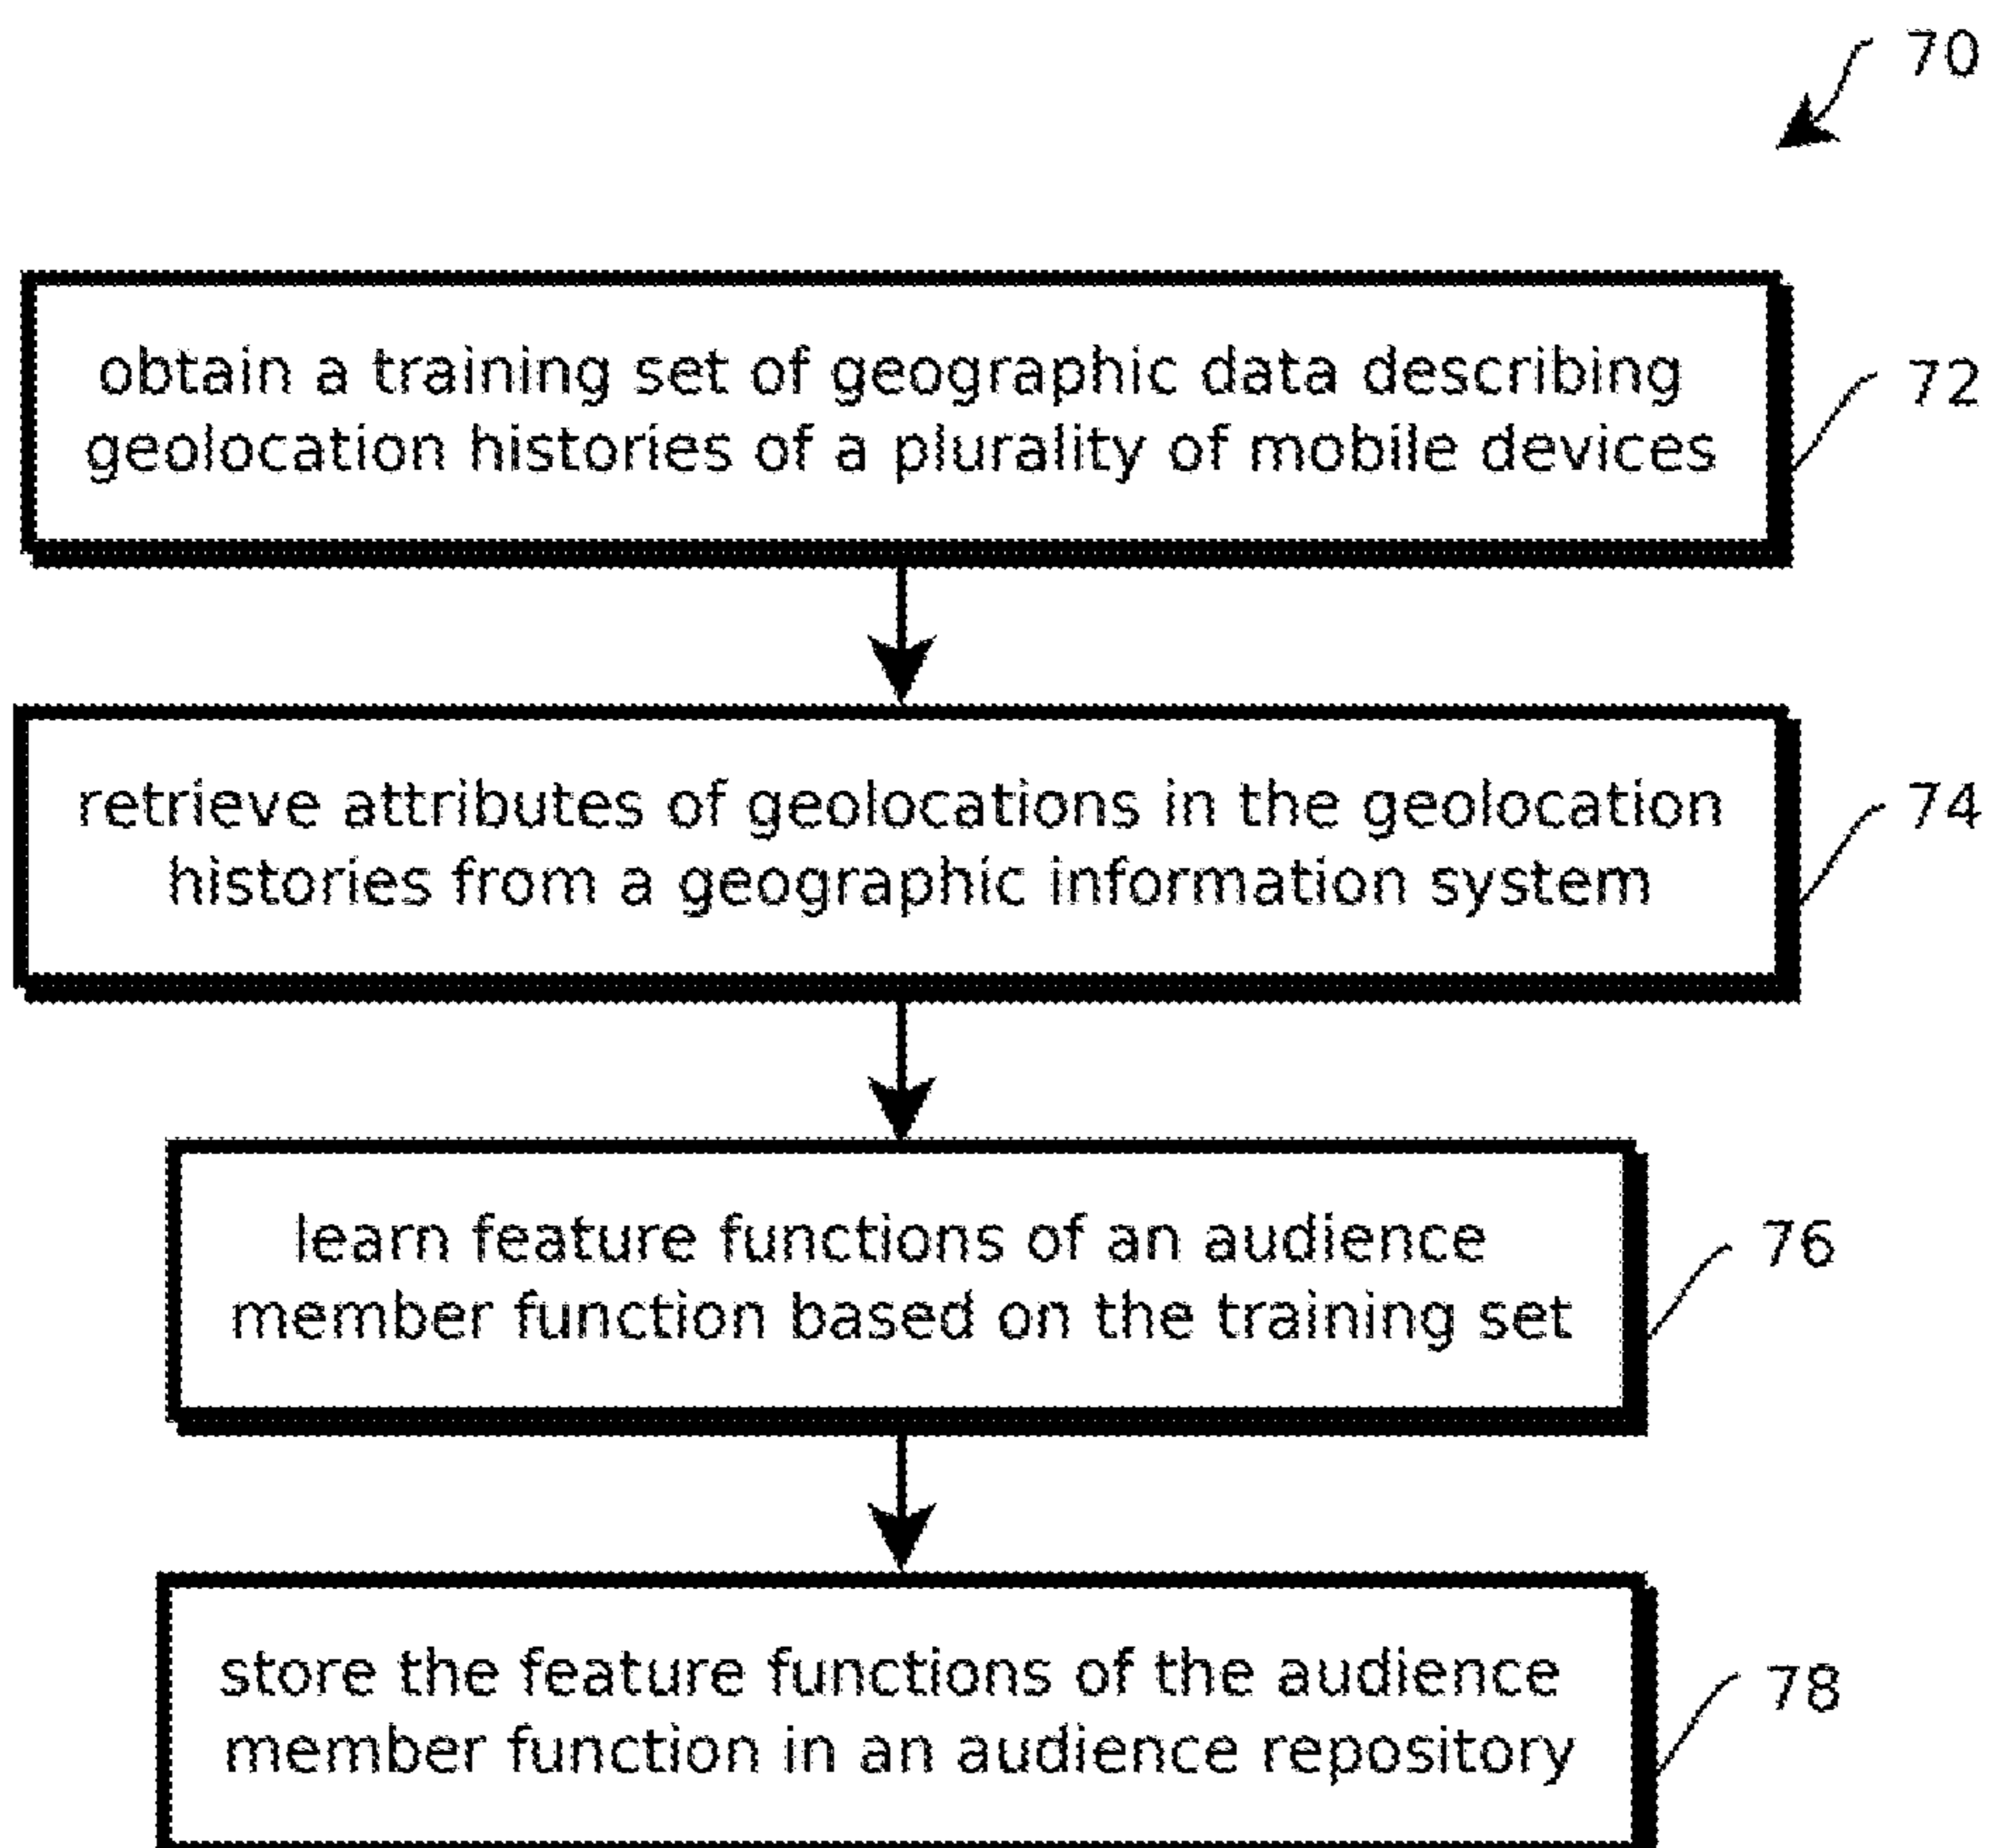 70
obtain a training set of geographic data describing
geolocation histories of a plurality of mobile devices
72
retrieve attributes of geolocations in the geolocation
histories from a geographic information system
74
learn feature functions of an audience
member function based on the training set
76
store the feature functions of the audience
member function in an audience repository
78